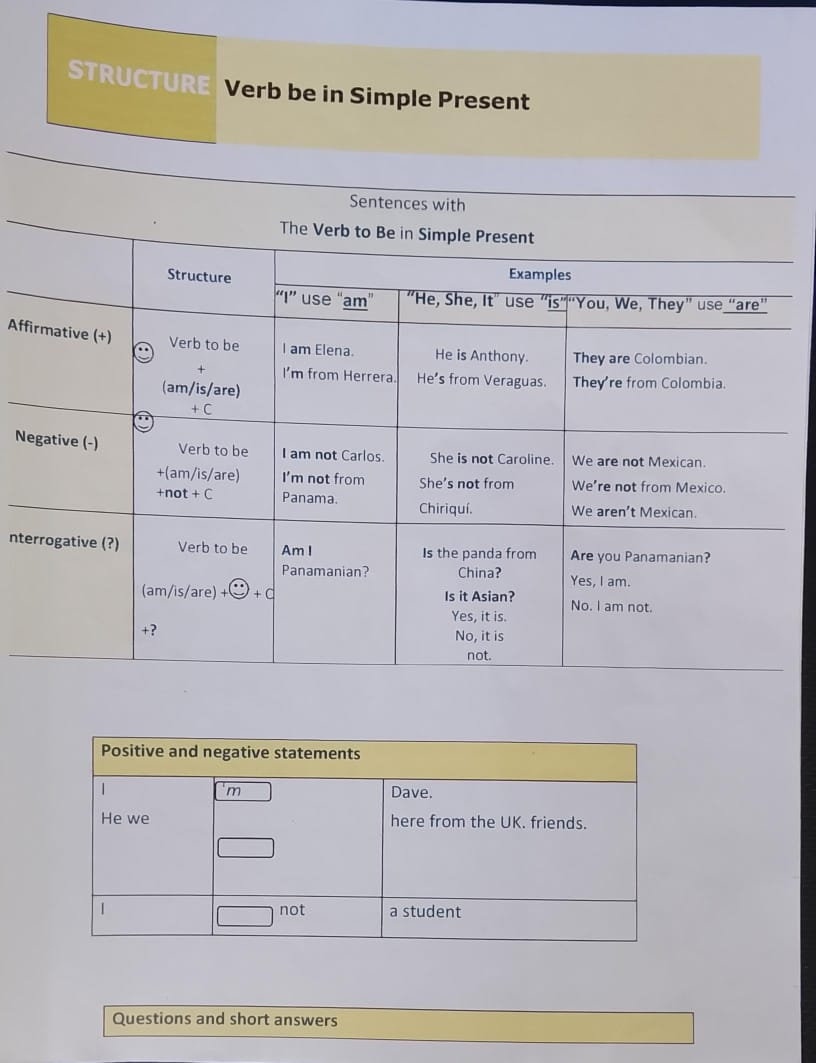 STRUCTURE Verb be in Simple Present
Sentences with
The Verb to Be in Simple Present
Structure
Examples
“I” use “am”
“He, She, It” use “is”
“You, We, They” use “are”
Affirmative (+)
Verb to be
+
(am/is/are)
+ C
I am Elena.
I’m from Herrera.
He is Anthony.
He’s from Veraguas.
They are Colombian.
They’re from Colombia.
Negative (-)
Verb to be
+(am/is/are)
+not + C
I am not Carlos.
I’m not from
Panama.
She is not Caroline.
She’s not from
Chiriquí.
We are not Mexican.
We’re not from Mexico.
We aren’t Mexican.
nterrogative (?)
Verb to be
(am/is/are) + + C
+?
Am I
Panamanian?
Is the panda from
China?
Is it Asian?
Yes, it is.
No, it is
not.
Are you Panamanian?
Yes, I am.
No. I am not.
Positive and negative statements
I
'm
Dave.
He we
here from the UK. friends.
I
not
a student
Questions and short answers